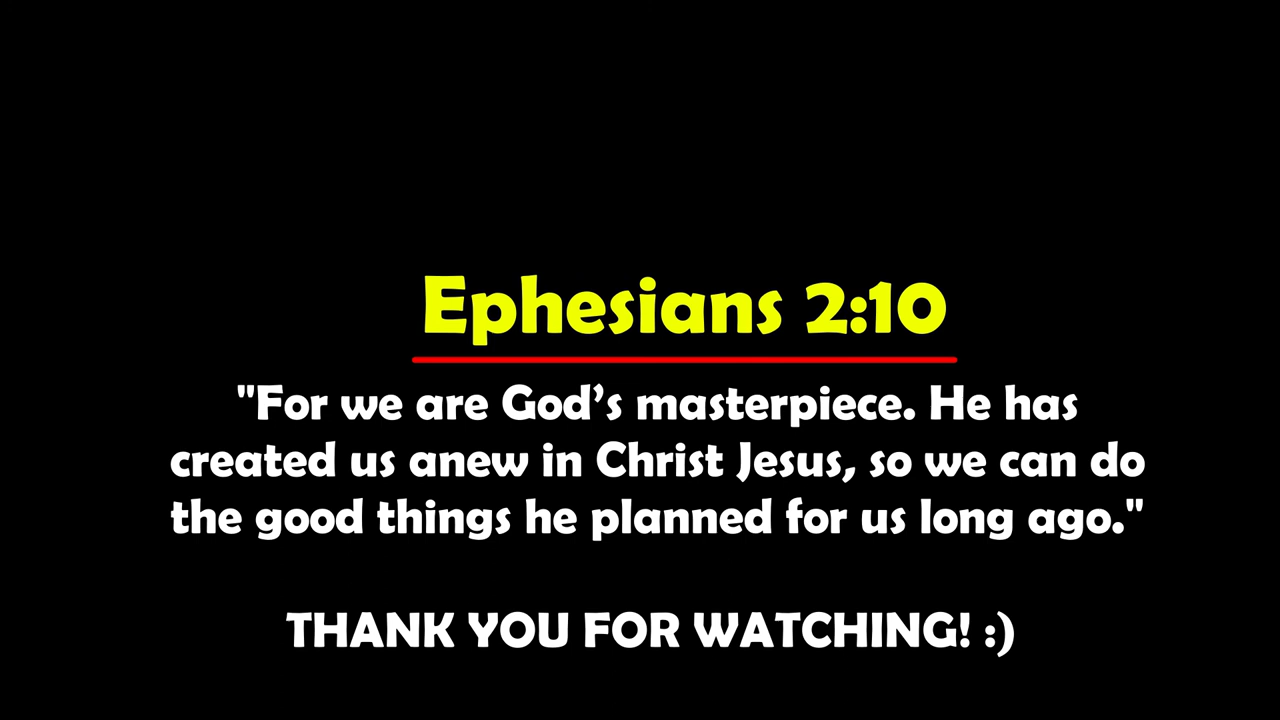 Ephesians 2:10
"For we are God’s masterpiece. He has
created us anew in Christ Jesus, so we can do
the good things he planned for us long ago."
THANK YOU FOR WATCHING! :)